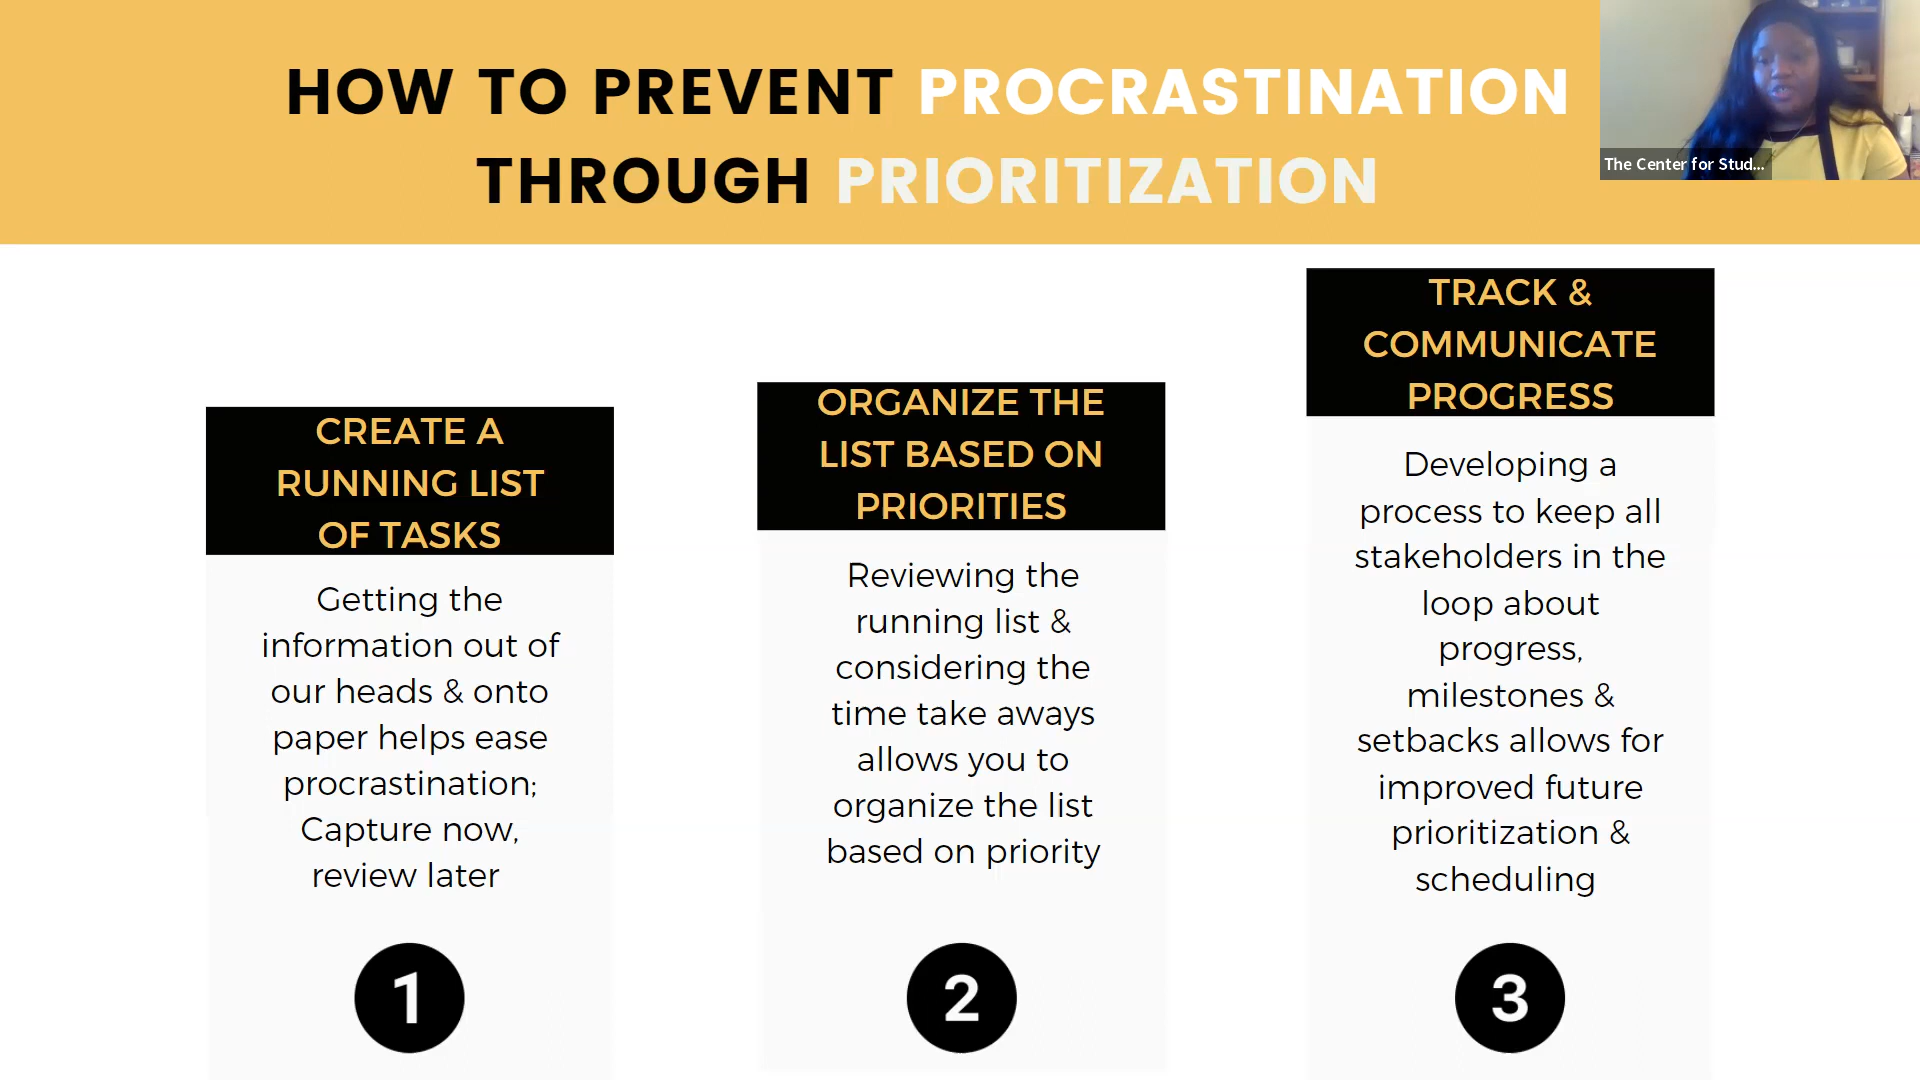 HOW TO PREVENT PROCRASTINATION
THROUGH PRIORITIZATION
The Center for Stud...
CREATE A
RUNNING LIST
OF TASKS
Getting the
information out of
our heads & onto
paper helps ease
procrastination;
Capture now,
review later
1
ORGANIZE THE
LIST BASED ON
PRIORITIES
Reviewing the
running list &
considering the
time take aways
allows you to
organize the list
based on priority
2
TRACK &
COMMUNICATE
PROGRESS
Developing a
process to keep all
stakeholders in the
loop about
progress,
milestones &
setbacks allows for
improved future
prioritization &
scheduling
3